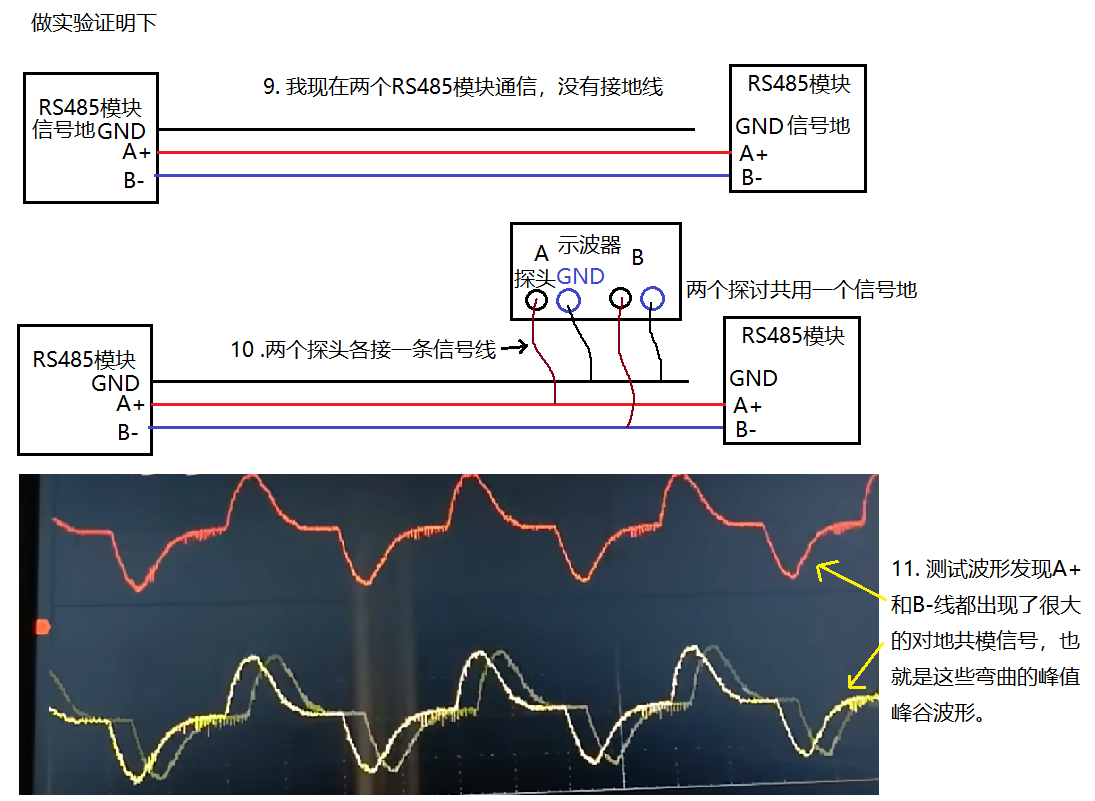 做实验证明下
9. 我现在两个RS485模块通信，没有接地线
RS485模块
信号地GND
A+
B-
RS485模块
GND 信号地
A+
B-
示波器
A
B
探头GND
两个探讨共用一个信号地
10 .两个探头各接一条信号线
RS485模块
GND
A+
B-
RS485模块
GND
A+
B-
11. 测试波形发现A+
和B-线都出现了很大
的对地共模信号，也
就是这些弯曲的峰值
峰谷波形。